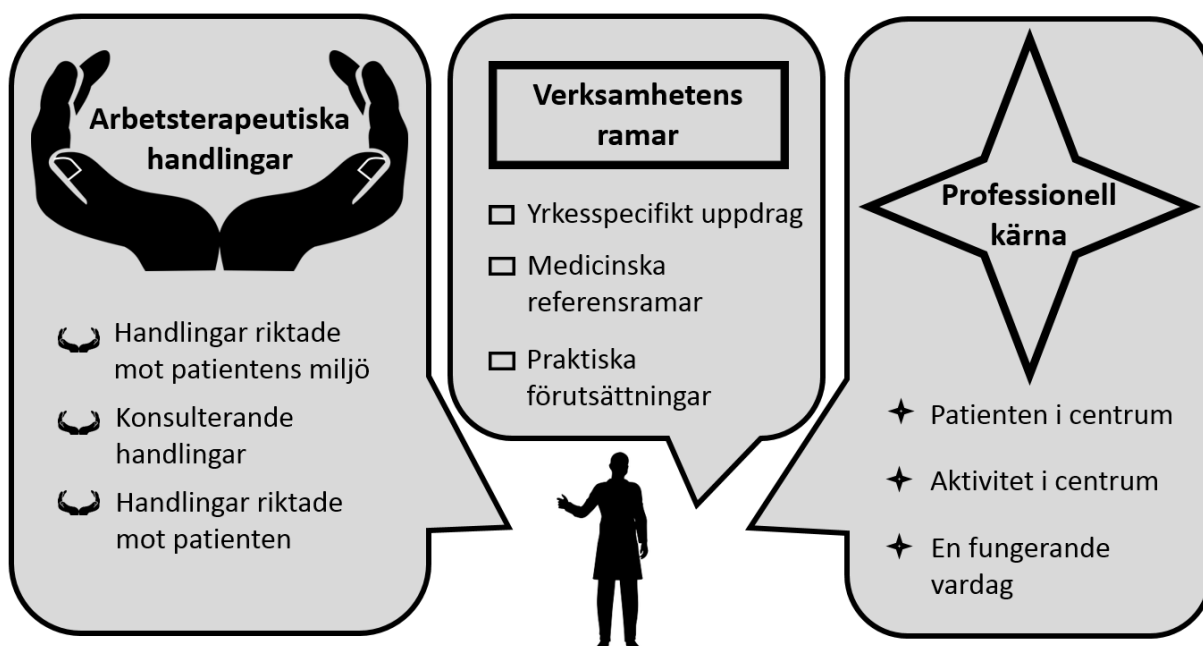 Arbetsterapeutiska
handlingar
Handlingar riktade
mot patientens miljö
Konsulterande
handlingar
Handlingar riktade
mot patienten
Verksamhetens
ramar
Yrkesspecifikt uppdrag
Medicinska
referensramar
Praktiska
förutsättningar
Professionell
kärna
Patienten i centrum
Aktivitet i centrum
En fungerande
vardag